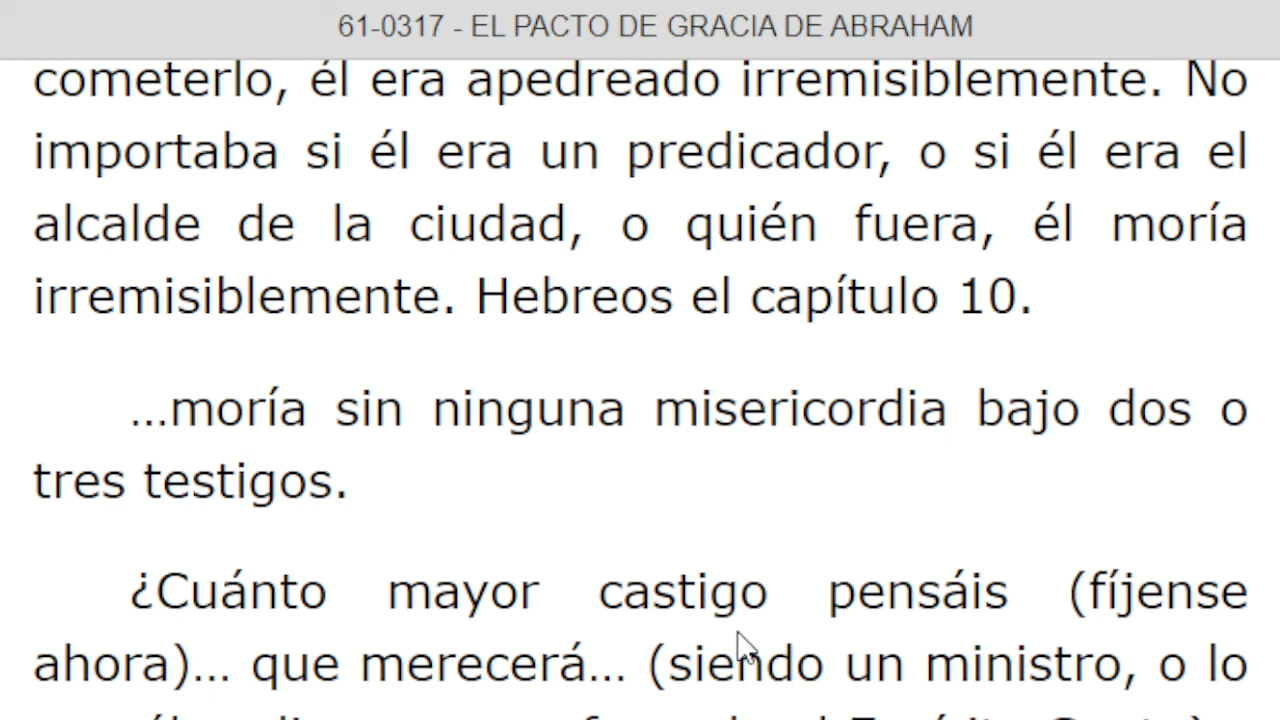 61-0317 - EL PACTO DE GRACIA DE ABRAHAM
cometerlo, él era apedreado irremisiblemente. No
importaba si él era un predicador, o si él era el
alcalde de la ciudad, o quién fuera, él moría
irremisiblemente. Hebreos el capítulo 10.
…moría sin ninguna misericordia bajo dos o
tres testigos.
¿Cuánto mayor castigo pensáis (fíjense
ahora)… que merecerá… (siendo un ministro, o lo